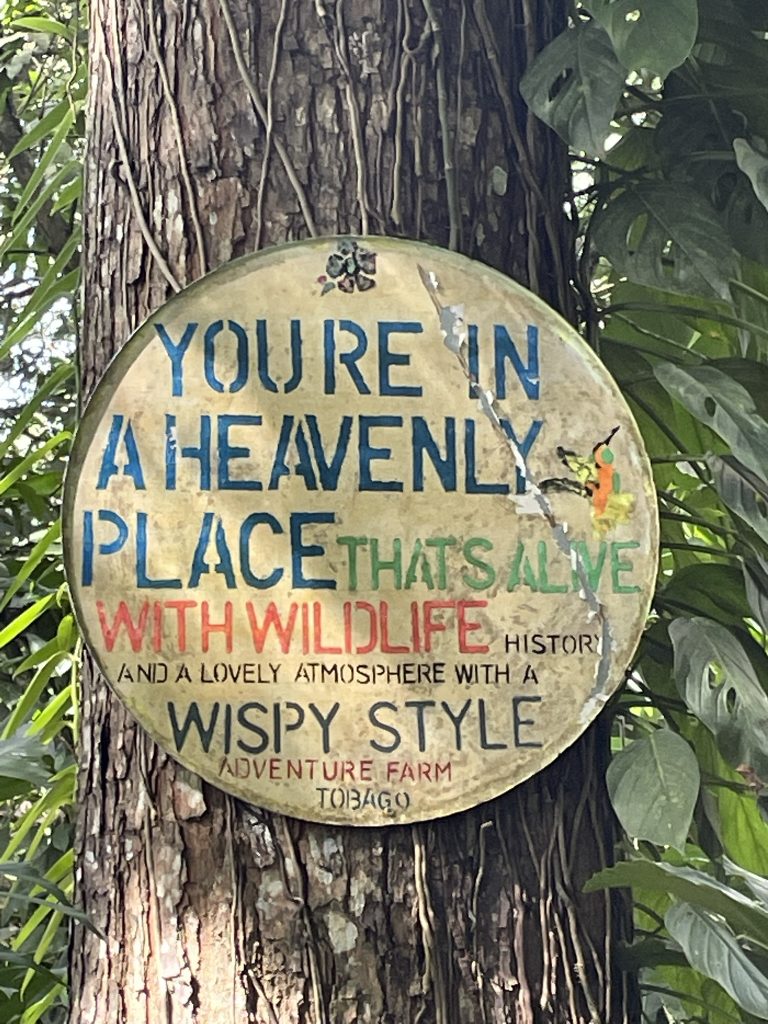 YOU'RE IN
A HEAVENLY
PLACE THAT'S ALIVE
WITH WILDLIFE HISTORY
AND A LOVELY ATMOSPHERE WITH A
WISPY STYLE
ADVENTURE FARM
TOBAGO